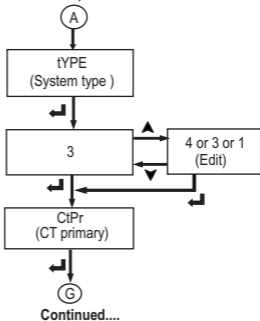 A
tYPE
(System type )
3
4 or 3 or 1
(Edit)
CtPr
(CT primary)
G
Continued....